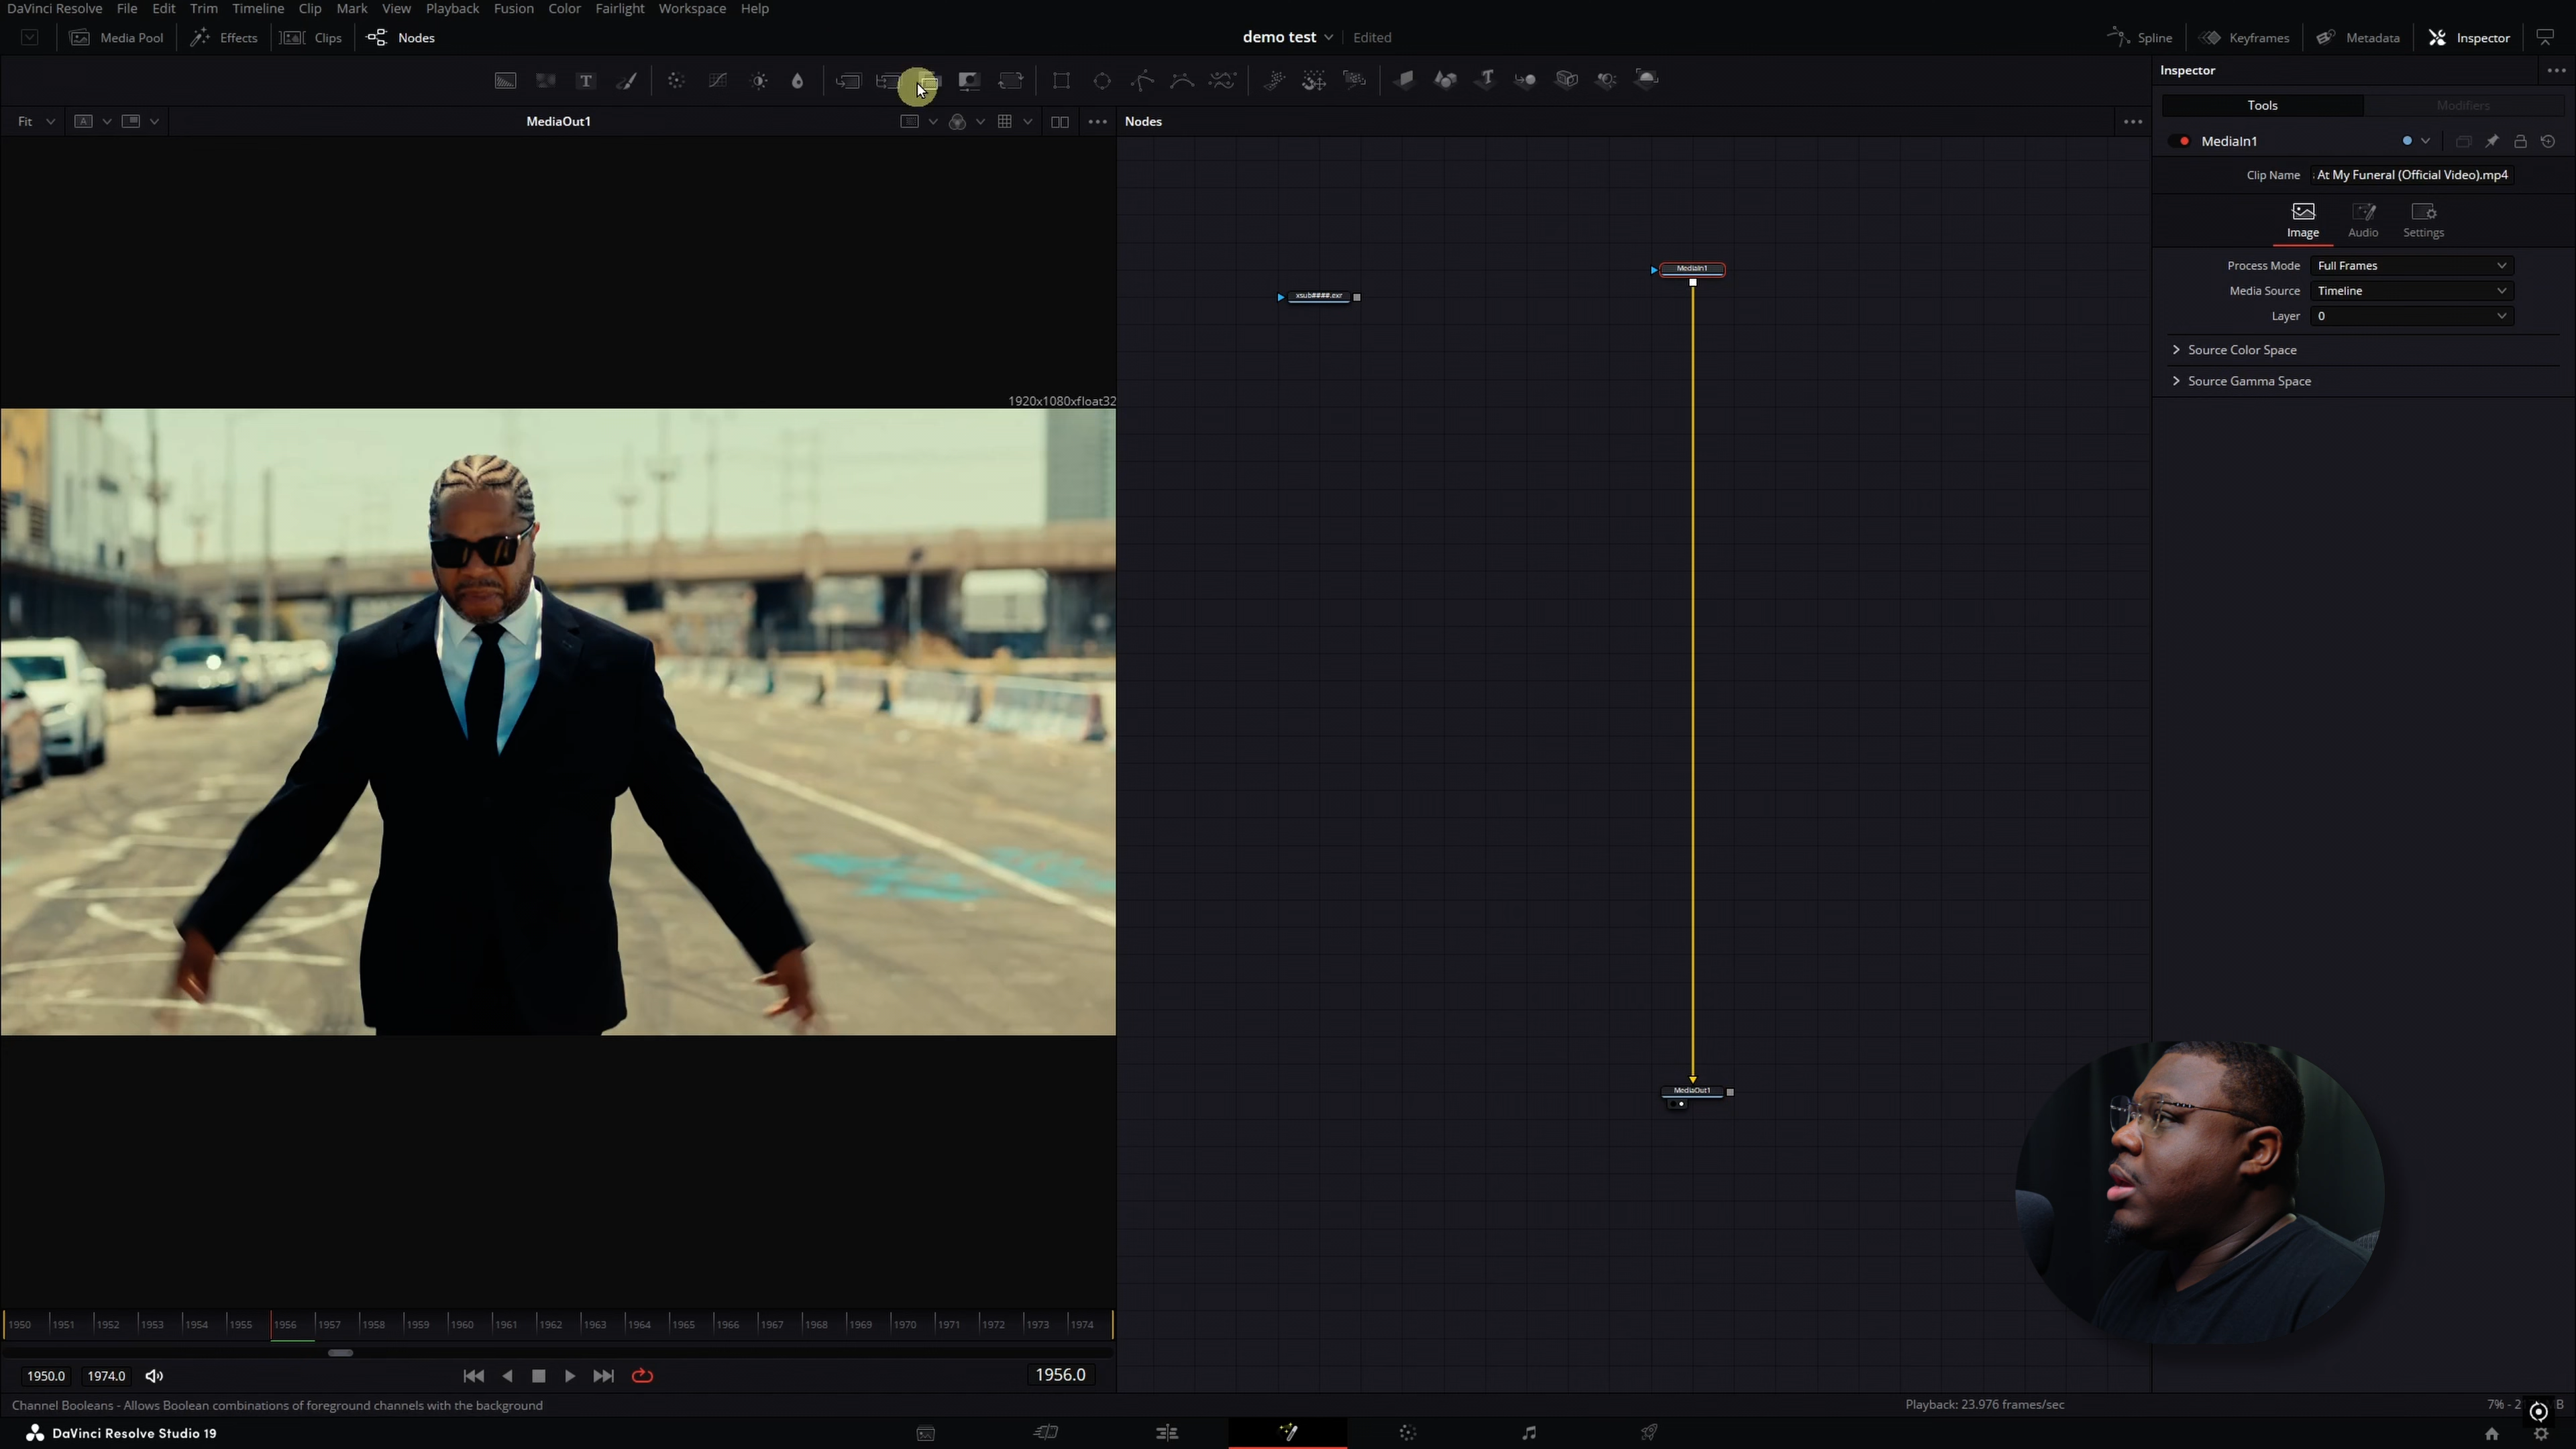 DaVinci Resolve File Edit Trim Timeline Clip Mark View Playback Fusion Color Fairlight Workspace Help
Media Pool Effects Clips Nodes demo test Edited Spline Keyframes Metadata Inspector
Inspector
Tools Modifiers
Fit A MediaOut1 Nodes
MediaIn1
Clip Name At My Funeral (Official Video).mp4
Image Audio Settings
Process Mode Full Frames
Media Source Timeline
Layer 0
Source Color Space
Source Gamma Space
MediaIn1
xsub####.exr
1920x1080xfloat32
MediaOut1
1950 1951 1952 1953 1954 1955 1956 1957 1958 1959 1960 1961 1962 1963 1964 1965 1966 1967 1968 1969 1970 1971 1972 1973 1974
1950.0 1974.0 1956.0
Channel Booleans - Allows Boolean combinations of foreground channels with the background Playback: 23.976 frames/sec 7% - 2 B
DaVinci Resolve Studio 19